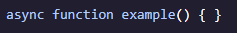 async function example() { }